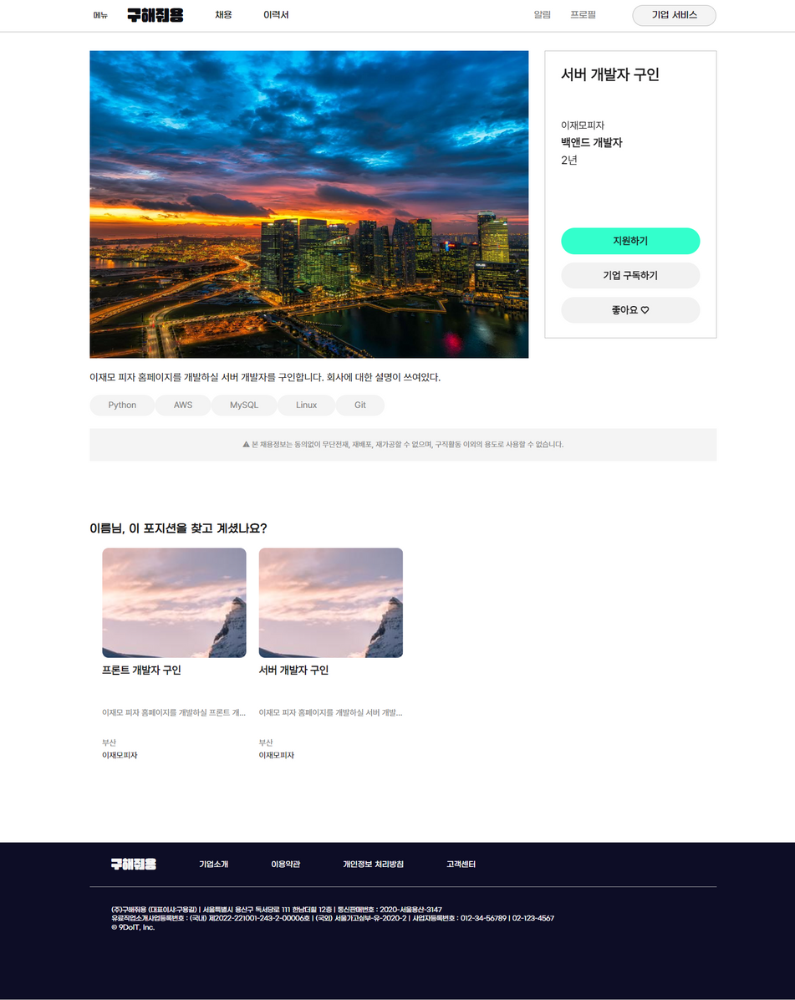 메뉴 구해줘용 채용 이력서 알림 프로필 기업 서비스
서버 개발자 구인
이재모피자
백앤드 개발자
2년
지원하기
기업 구독하기
좋아요 ♡
이재모 피자 홈페이지를 개발하실 서버 개발자를 구인합니다. 회사에 대한 설명이 쓰여있다.
Python AWS MySQL Linux Git
⚠ 본 채용정보는 동의없이 무단전재, 재배포, 재가공할 수 없으며, 구직활동 이외의 용도로 사용할 수 없습니다.
이름님, 이 포지션을 찾고 계셨나요?
프론트 개발자 구인 서버 개발자 구인
이재모 피자 홈페이지를 개발하실 프론트 개... 이재모 피자 홈페이지를 개발하실 서버 개발...
부산 부산
이재모피자 이재모피자
구해줘용 기업소개 이용약관 개인정보 처리방침 고객센터
(주)구해줘용 (대표이사:구용길) | 서울특별시 용산구 독서당로 111 한남더힐 12층 | 통신판매번호 : 2020-서울용산-3147
유료직업소개사업등록번호 : (국내) 제2022-221001-243-2-00006호 | (국외) 서울가고싶부-유-2020-2 | 사업자등록번호 : 012-34-56789 | 02-123-4567
© 9DoIT, Inc.